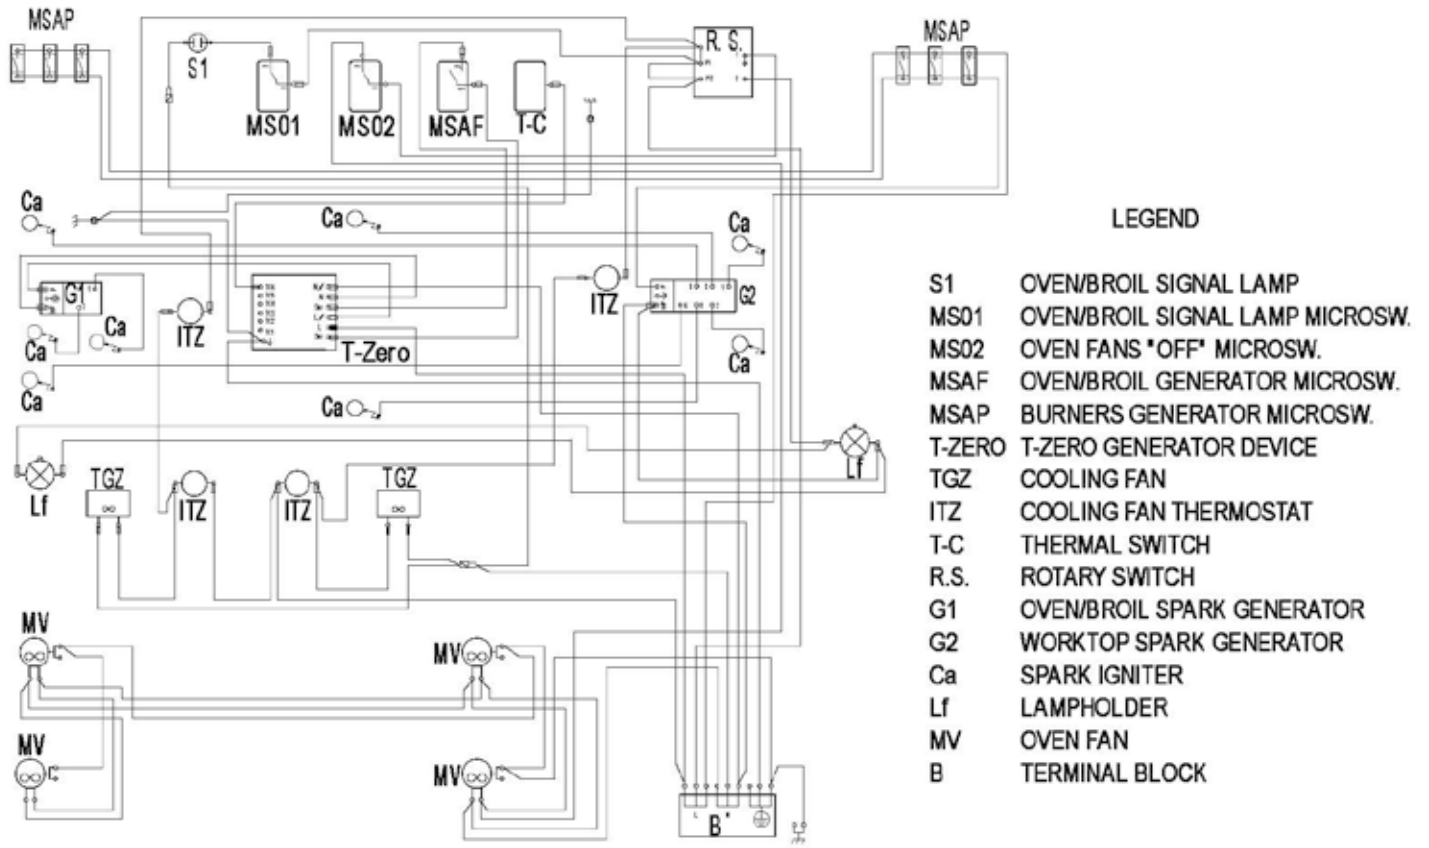 MSAP
MSAP
R. S.
S1
MS01
MS02
MSAF
T-C
Ca
Ca
Ca
G1
ITZ
ITZ
G2
Ca
Ca
T-Zero
Ca
Ca
Ca
Lf
TGZ
ITZ
ITZ
TGZ
Lf
MV
MV
MV
MV
L
N
B
LEGEND
S1 OVEN/BROIL SIGNAL LAMP
MS01 OVEN/BROIL SIGNAL LAMP MICROSW.
MS02 OVEN FANS "OFF" MICROSW.
MSAF OVEN/BROIL GENERATOR MICROSW.
MSAP BURNERS GENERATOR MICROSW.
T-ZERO T-ZERO GENERATOR DEVICE
TGZ COOLING FAN
ITZ COOLING FAN THERMOSTAT
T-C THERMAL SWITCH
R.S. ROTARY SWITCH
G1 OVEN/BROIL SPARK GENERATOR
G2 WORKTOP SPARK GENERATOR
Ca SPARK IGNITER
Lf LAMPHOLDER
MV OVEN FAN
B TERMINAL BLOCK